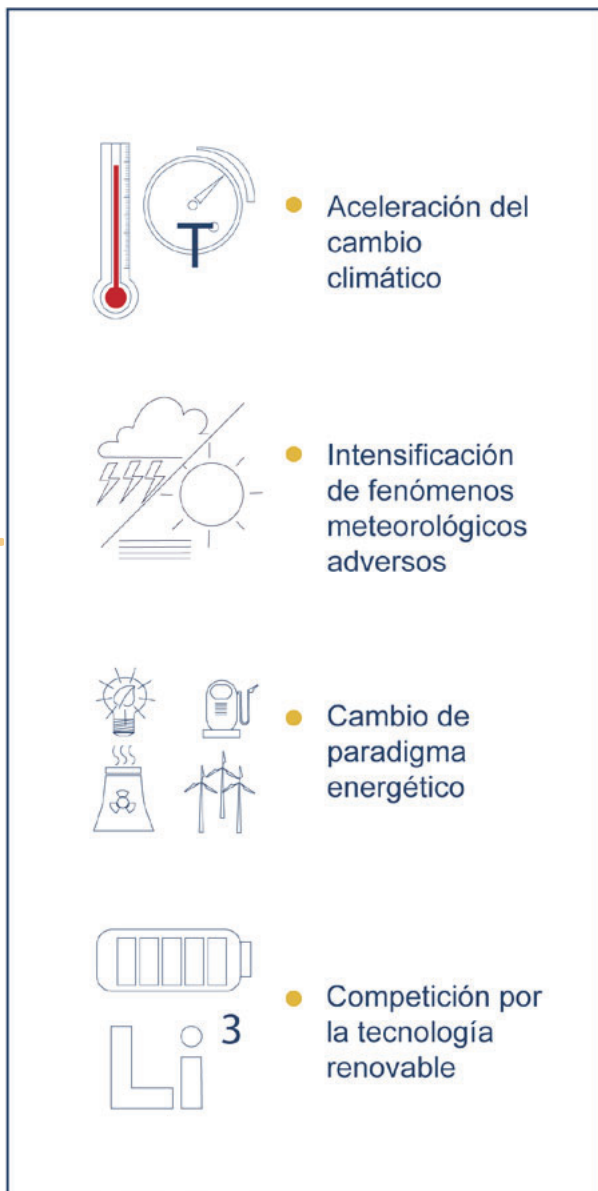 T
Aceleración del
cambio
climático
Intensificación
de fenómenos
meteorológicos
adversos
Cambio de
paradigma
energético
Li 3
Competición por
la tecnología
renovable